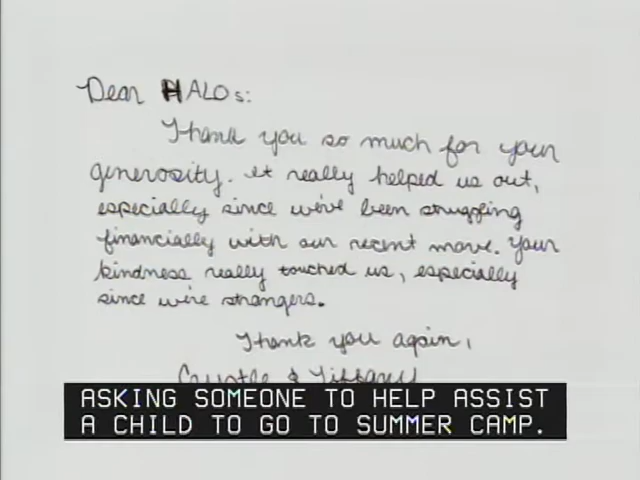 Dear HALOs:
Thank you so much for your
generosity. It really helped us out,
especially since we've been struggling
financially with our recent move. Your
kindness really touched us, especially
since we're strangers.
Thank you again,
& Tiffany
ASKING SOMEONE TO HELP ASSIST
A CHILD TO GO TO SUMMER CAMP.